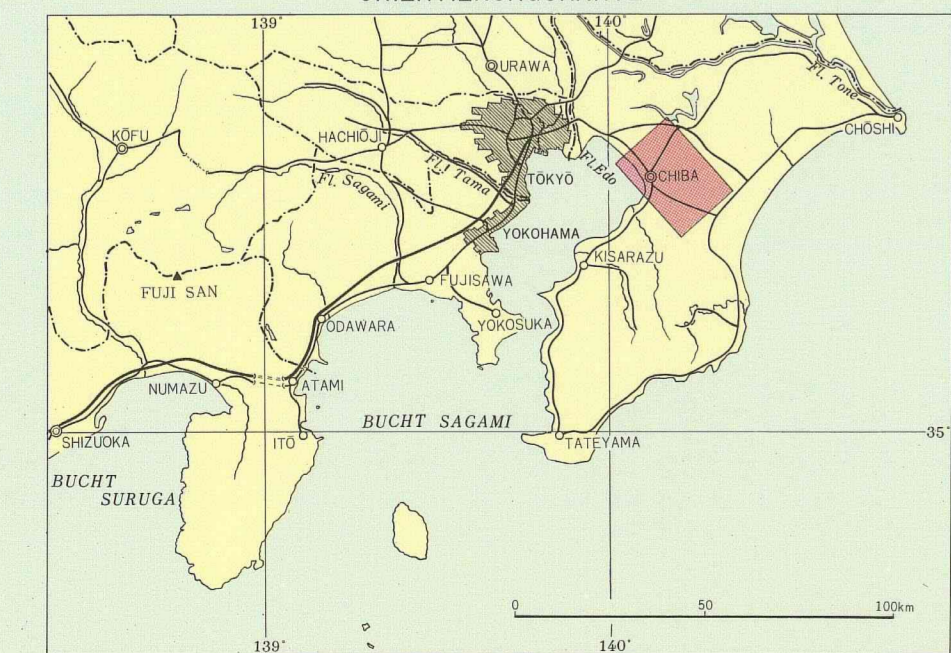 139°
140°
URAWA
Fl. Tone
KŌFU
HACHIŌJI
CHŌSHI
Fl. Tama
Fl. Edo
TŌKYŌ
CHIBA
Fl. Sagami
YOKOHAMA
KISARAZU
FUJI SAN
FUJISAWA
ODAWARA
YOKOSUKA
NUMAZU
ATAMI
BUCHT SAGAMI
SHIZUOKA
ITŌ
TATEYAMA
35°
BUCHT
SURUGA
0
50
100km
139°
140°